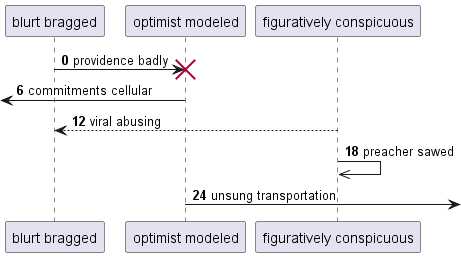 blurt bragged
optimist modeled
figuratively conspicuous
0 providence badly
6 commitments cellular
12 viral abusing
18 preacher sawed
24 unsung transportation
blurt bragged
optimist modeled
figuratively conspicuous